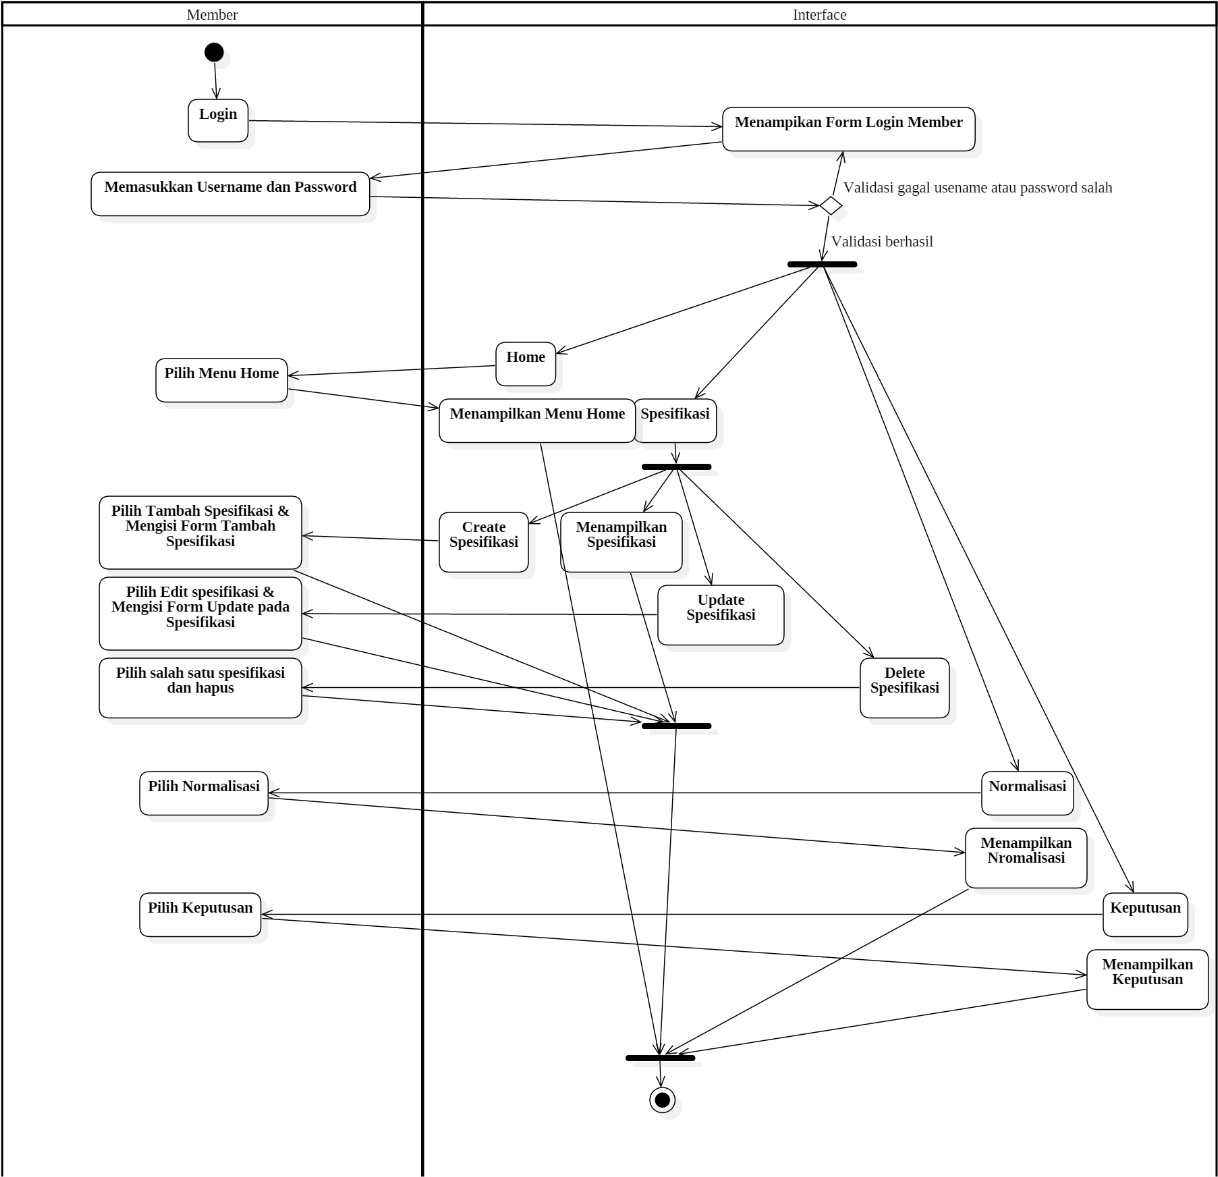 Member
Interface
Login
Menampikan Form Login Member
Memasukkan Username dan Password
Validasi gagal usename atau password salah
Validasi berhasil
Home
Pilih Menu Home
Menampilkan Menu Home
Spesifikasi
Pilih Tambah Spesifikasi &
Mengisi Form Tambah
Spesifikasi
Create
Spesifikasi
Menampilkan
Spesifikasi
Pilih Edit spesifikasi &
Mengisi Form Update pada
Spesifikasi
Update
Spesifikasi
Pilih salah satu spesifikasi
dan hapus
Delete
Spesifikasi
Pilih Normalisasi
Normalisasi
Menampilkan
Nromalisasi
Pilih Keputusan
Keputusan
Menampilkan
Keputusan